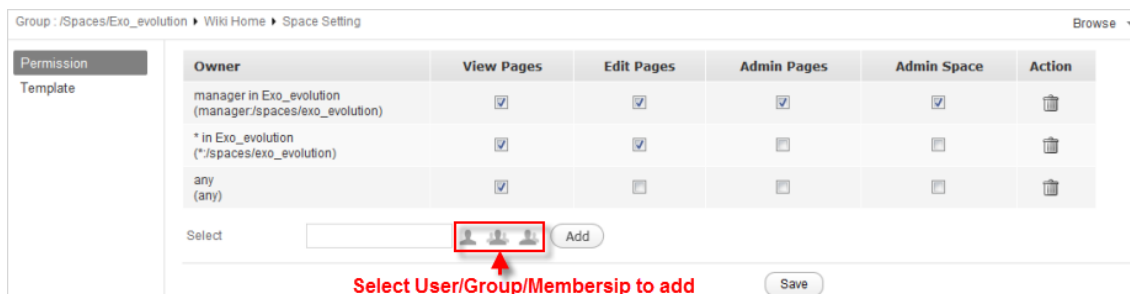 Group : /Spaces/Exo_evolution ▸ Wiki Home ▸ Space Setting Browse
Permission
Template
Owner View Pages Edit Pages Admin Pages Admin Space Action
manager in Exo_evolution
(manager:/spaces/exo_evolution)
* in Exo_evolution
(*:/spaces/exo_evolution)
any
(any)
Select Add
Select User/Group/Membersip to add
Save